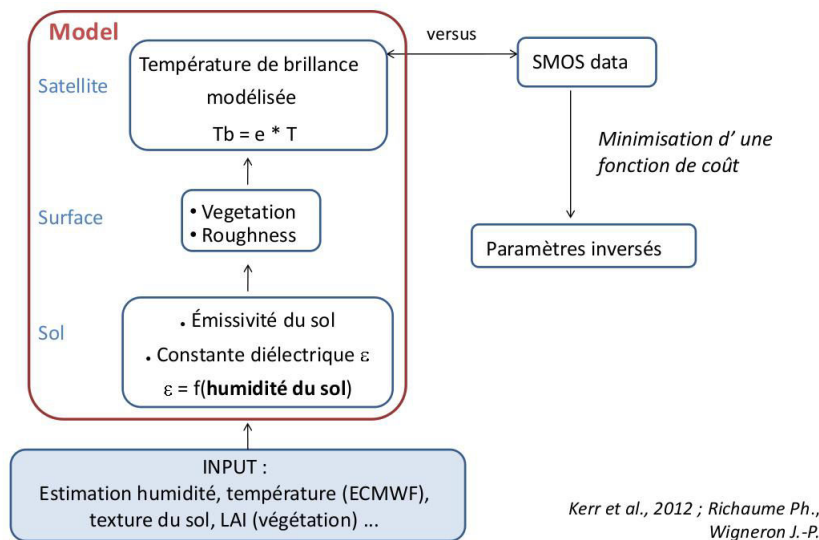 Model
Satellite
Température de brillance
modélisée
Tb = e * T
versus
SMOS data
Minimisation d’ une
fonction de coût
Paramètres inversés
Surface
• Vegetation
• Roughness
Sol
• Émissivité du sol
• Constante diélectrique ε
ε = f(humidité du sol)
INPUT :
Estimation humidité, température (ECMWF),
texture du sol, LAI (végétation) ...
Kerr et al., 2012 ; Richaume Ph.,
Wigneron J.-P.